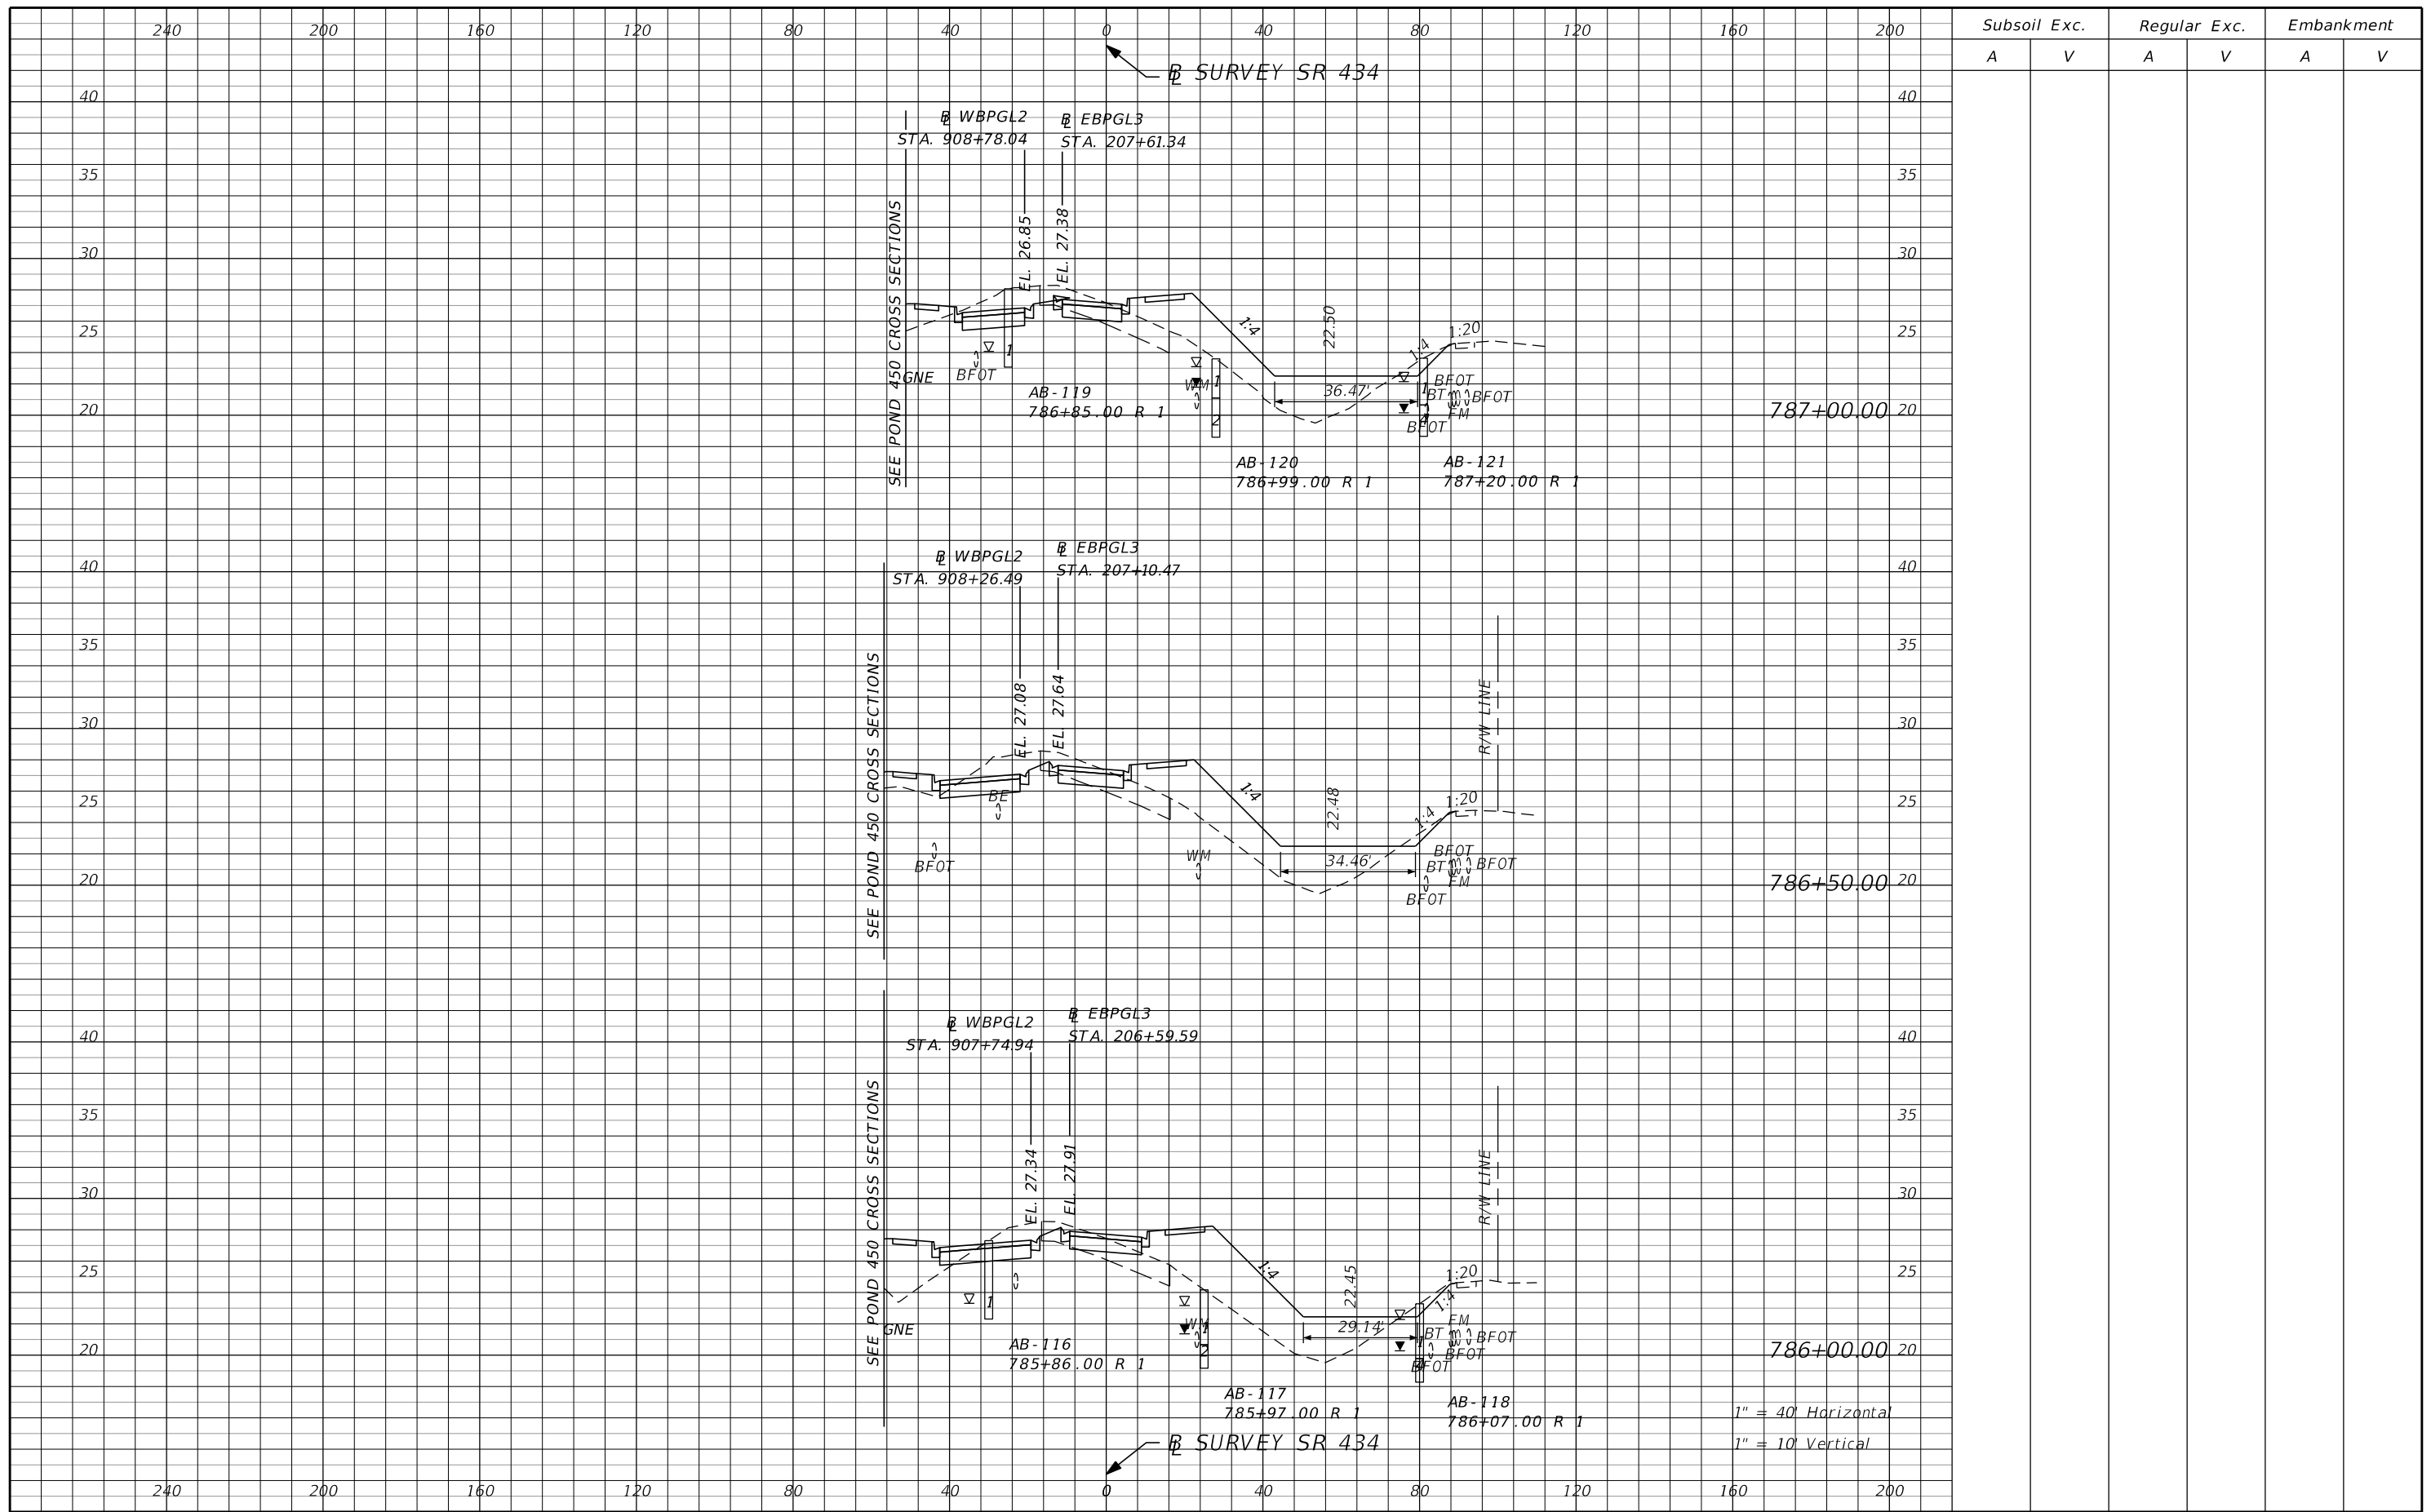 240 200 160 120 80 40 0 40 80 120 160 200
Subsoil Exc. Regular Exc. Embankment
A V A V A V
℄ SURVEY SR 434
40 40
℄ WBPGL2
STA. 908+78.04
℄ EBPGL3
STA. 207+61.34
35 35
SEE POND 450 CROSS SECTIONS
EL. 26.85
EL. 27.38
30 30
25 25
1:4
22.50
1:4
1:20
GNE
BFOT
1
AB-119
786+85.00 R 1
WM
1
2
36.47'
1
4
BFOT
BT
BFOT
FM
BFOT
20 20
787+00.00
AB-120
786+99.00 R 1
AB-121
787+20.00 R 1
℄ WBPGL2
STA. 908+26.49
℄ EBPGL3
STA. 207+10.47
40 40
35 35
SEE POND 450 CROSS SECTIONS
EL. 27.08
EL. 27.64
R/W LINE
30 30
25 25
BE
BFOT
1:4
22.48
1:4
1:20
WM
34.46'
BFOT
BT
BFOT
FM
BFOT
20 20
786+50.00
℄ WBPGL2
STA. 907+74.94
℄ EBPGL3
STA. 206+59.59
40 40
35 35
SEE POND 450 CROSS SECTIONS
EL. 27.34
EL. 27.91
R/W LINE
30 30
25 25
1:4
22.45
1:4
1:20
GNE
1
AB-116
785+86.00 R 1
WM
1
2
29.14'
1
FM
BT
BFOT
BFOT
BFOT
20 20
786+00.00
AB-117
785+97.00 R 1
AB-118
786+07.00 R 1
1" = 40' Horizontal
1" = 10' Vertical
℄ SURVEY SR 434
240 200 160 120 80 40 0 40 80 120 160 200